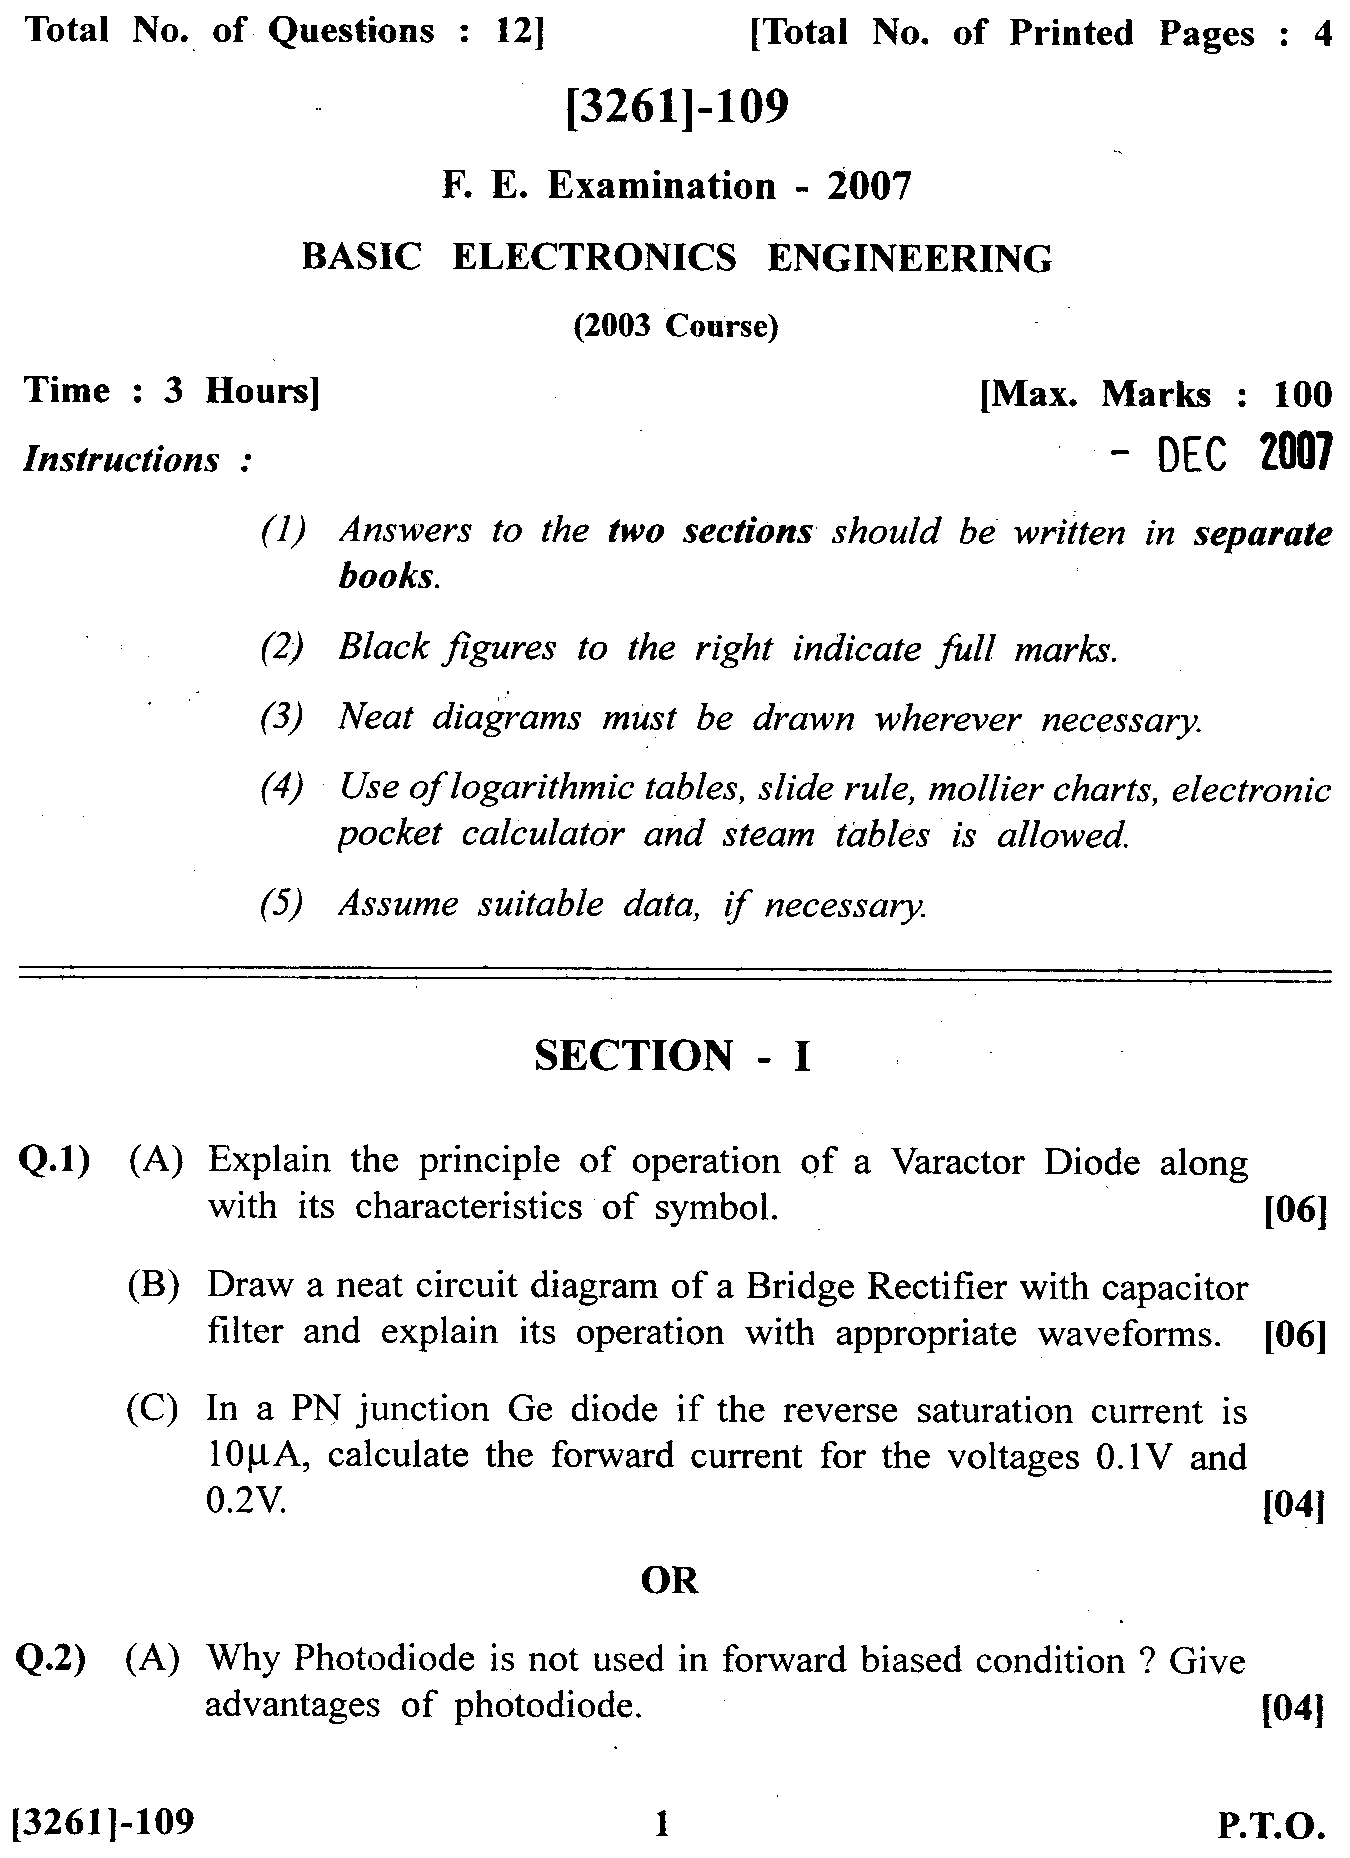 Total No. of Questions : 12] [Total No. of Printed Pages : 4
[3261]-109
F. E. Examination - 2007
BASIC ELECTRONICS ENGINEERING
(2003 Course)
Time : 3 Hours] [Max. Marks : 100
Instructions : - DEC 2007
(1) Answers to the two sections should be written in separate
books.
(2) Black figures to the right indicate full marks.
(3) Neat diagrams must be drawn wherever necessary.
(4) Use of logarithmic tables, slide rule, mollier charts, electronic
pocket calculator and steam tables is allowed.
(5) Assume suitable data, if necessary.
SECTION - I
Q.1) (A) Explain the principle of operation of a Varactor Diode along
with its characteristics of symbol. [06]
(B) Draw a neat circuit diagram of a Bridge Rectifier with capacitor
filter and explain its operation with appropriate waveforms. [06]
(C) In a PN junction Ge diode if the reverse saturation current is
10µA, calculate the forward current for the voltages 0.1V and
0.2V. [04]
OR
Q.2) (A) Why Photodiode is not used in forward biased condition ? Give
advantages of photodiode. [04]
[3261]-109 1 P.T.O.